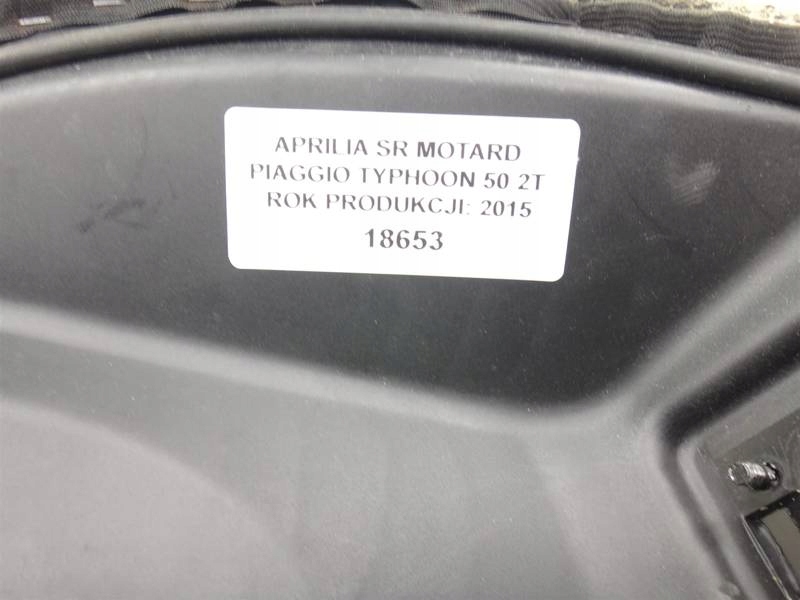 APRILIA SR MOTARD
PIAGGIO TYPHOON 50 2T
ROK PRODUKCJI: 2015
18653